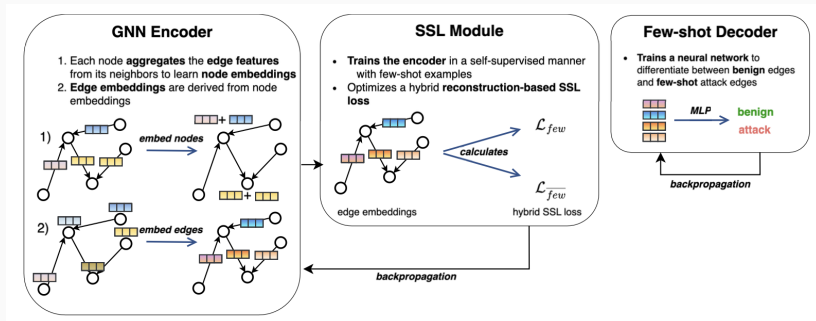 GNN Encoder
1. Each node aggregates the edge features
from its neighbors to learn node embeddings
2. Edge embeddings are derived from node
embeddings
1)
embed nodes
+
+
2)
embed edges
SSL Module
• Trains the encoder in a self-supervised manner
with few-shot examples
• Optimizes a hybrid reconstruction-based SSL
loss
calculates
ℒ_few
ℒ_\overline{few}
edge embeddings
hybrid SSL loss
backpropagation
Few-shot Decoder
• Trains a neural network to
differentiate between benign edges
and few-shot attack edges
MLP
benign
attack
backpropagation